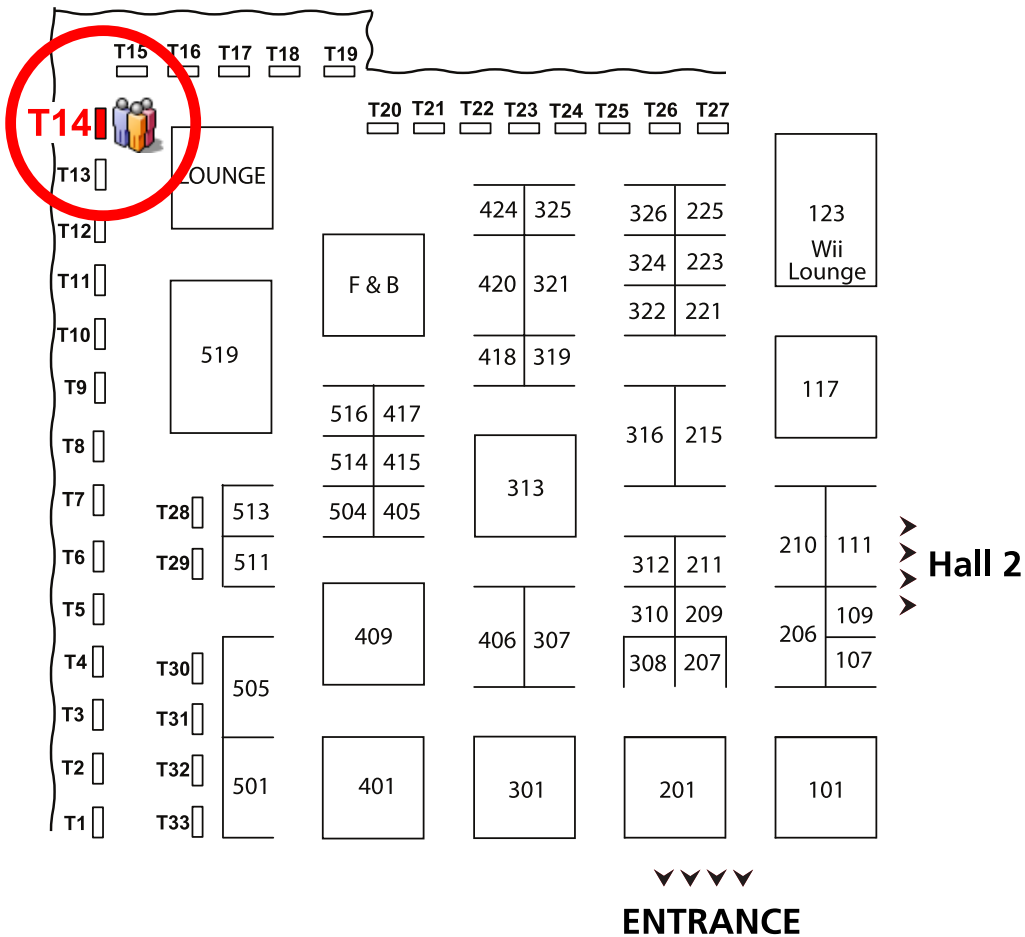 T15 T16 T17 T18 T19
T20 T21 T22 T23 T24 T25 T26 T27
T14
T13
LOUNGE
T12
T11
T10
T9
T8
T7
T6
T5
T4
T3
T2
T1
519
F & B
424 325
420 321
418 319
326 225
324 223
322 221
123
Wii
Lounge
117
516 417
514 415
504 405
313
316 215
T28
T29
513
511
312 211
310 209
308 207
210 111
206 109
107
Hall 2
409
406 307
T30
T31
T32
T33
505
501
401
301
201
101
ENTRANCE